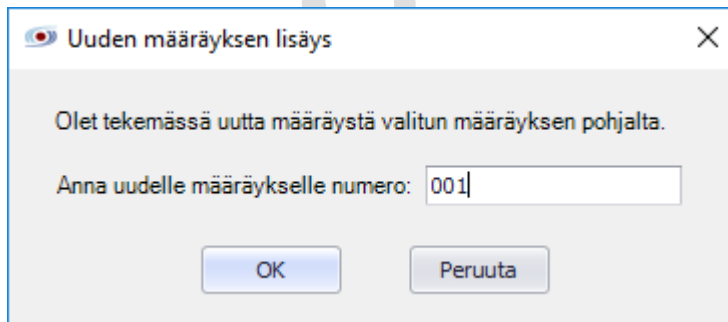 Uuden määräyksen lisäys
Olet tekemässä uutta määräystä valitun määräyksen pohjalta.
Anna uudelle määräykselle numero: 001
OK Peruuta